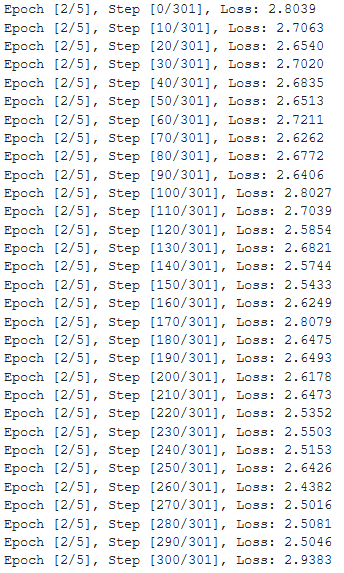 Epoch [2/5], Step [0/301], Loss: 2.8039
Epoch [2/5], Step [10/301], Loss: 2.7063
Epoch [2/5], Step [20/301], Loss: 2.6540
Epoch [2/5], Step [30/301], Loss: 2.7020
Epoch [2/5], Step [40/301], Loss: 2.6835
Epoch [2/5], Step [50/301], Loss: 2.6513
Epoch [2/5], Step [60/301], Loss: 2.7211
Epoch [2/5], Step [70/301], Loss: 2.6262
Epoch [2/5], Step [80/301], Loss: 2.6772
Epoch [2/5], Step [90/301], Loss: 2.6406
Epoch [2/5], Step [100/301], Loss: 2.8027
Epoch [2/5], Step [110/301], Loss: 2.7039
Epoch [2/5], Step [120/301], Loss: 2.5854
Epoch [2/5], Step [130/301], Loss: 2.6821
Epoch [2/5], Step [140/301], Loss: 2.5744
Epoch [2/5], Step [150/301], Loss: 2.5433
Epoch [2/5], Step [160/301], Loss: 2.6249
Epoch [2/5], Step [170/301], Loss: 2.8079
Epoch [2/5], Step [180/301], Loss: 2.6475
Epoch [2/5], Step [190/301], Loss: 2.6493
Epoch [2/5], Step [200/301], Loss: 2.6178
Epoch [2/5], Step [210/301], Loss: 2.6473
Epoch [2/5], Step [220/301], Loss: 2.5352
Epoch [2/5], Step [230/301], Loss: 2.5503
Epoch [2/5], Step [240/301], Loss: 2.5153
Epoch [2/5], Step [250/301], Loss: 2.6426
Epoch [2/5], Step [260/301], Loss: 2.4382
Epoch [2/5], Step [270/301], Loss: 2.5016
Epoch [2/5], Step [280/301], Loss: 2.5081
Epoch [2/5], Step [290/301], Loss: 2.5046
Epoch [2/5], Step [300/301], Loss: 2.9383